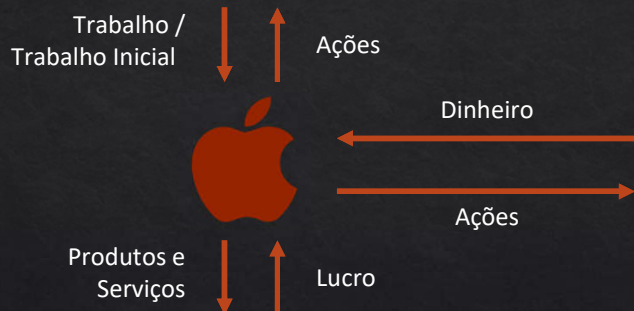 Trabalho /
Trabalho Inicial
Ações
Dinheiro
Ações
Produtos e
Serviços
Lucro